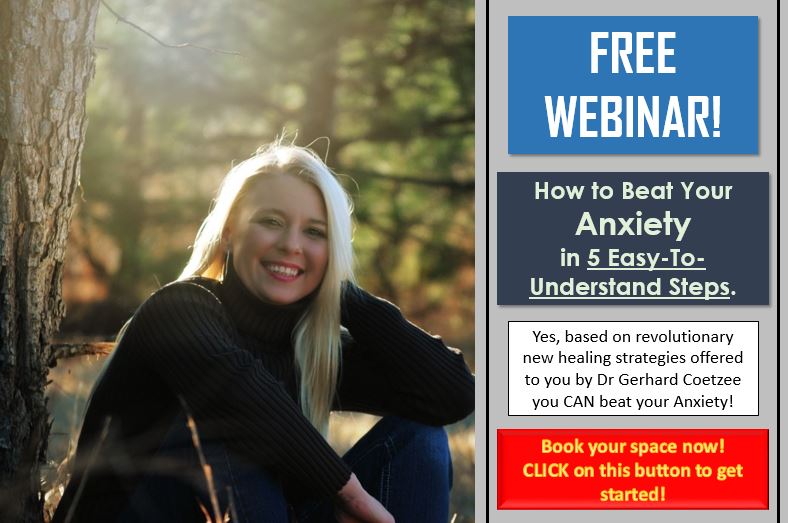 FREE
WEBINAR!
How to Beat Your
Anxiety
in 5 Easy-To-
Understand Steps.
Yes, based on revolutionary
new healing strategies offered
to you by Dr Gerhard Coetzee
you CAN beat your Anxiety!
Book your space now!
CLICK on this button to get
started!